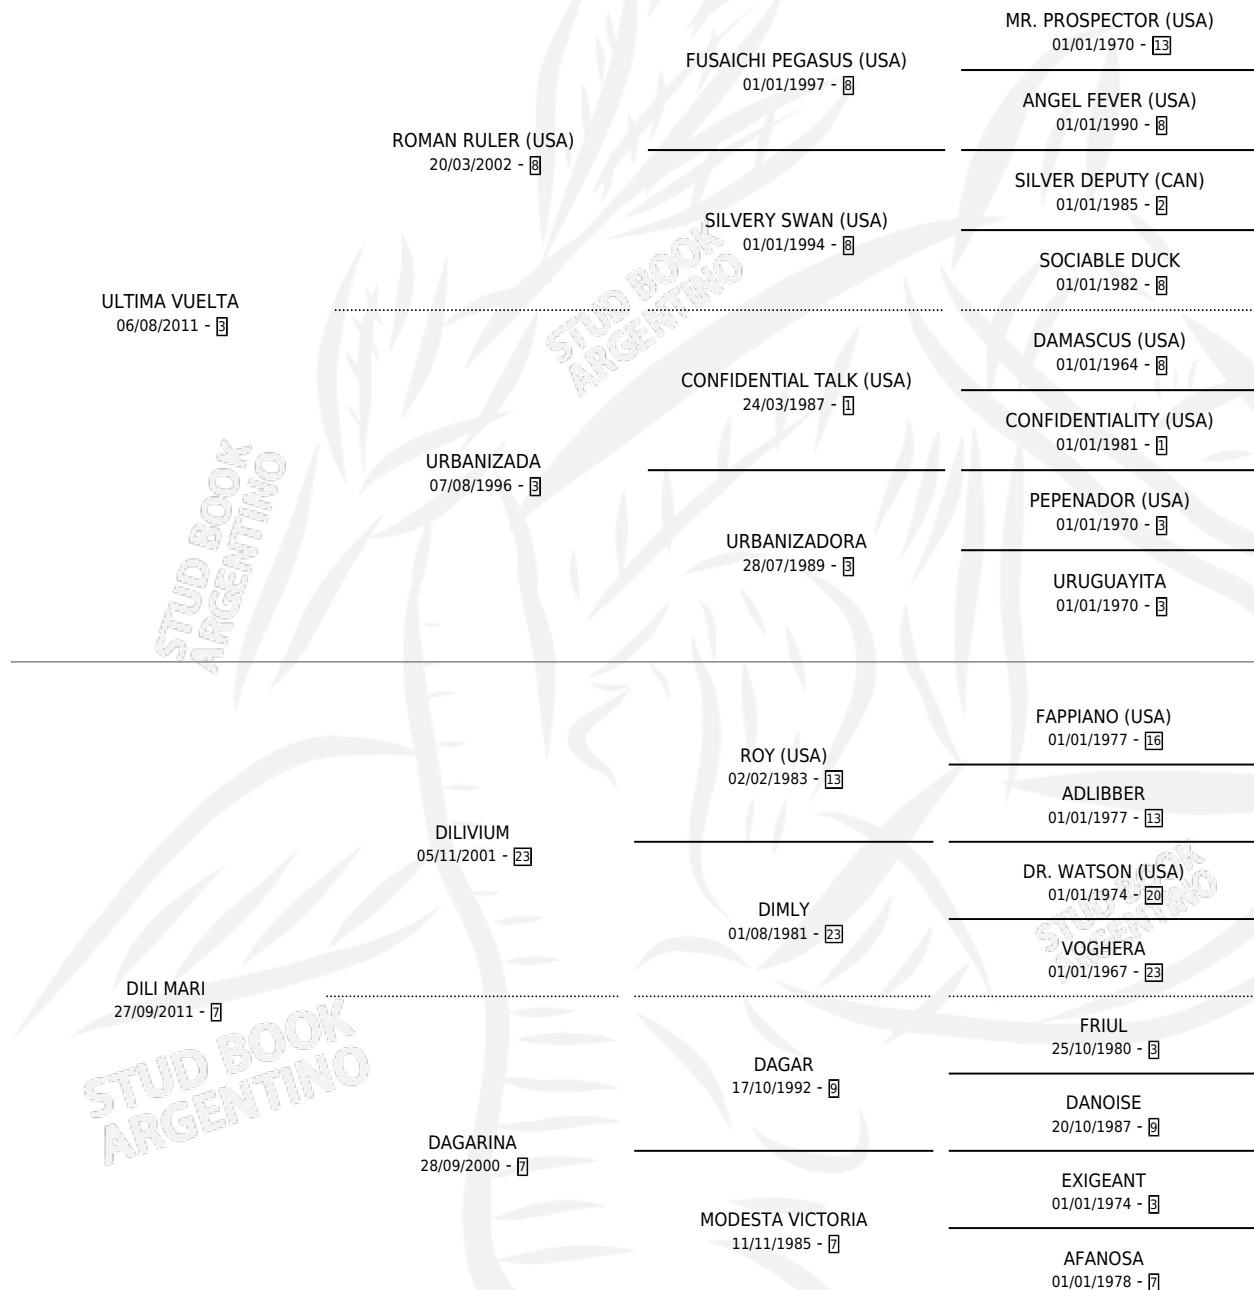 MR. PROSPECTOR (USA)
01/01/1970 - 13
FUSAICHI PEGASUS (USA)
01/01/1997 - 8
ANGEL FEVER (USA)
01/01/1990 - 8
ROMAN RULER (USA)
20/03/2002 - 8
SILVER DEPUTY (CAN)
01/01/1985 - 2
SILVERY SWAN (USA)
01/01/1994 - 8
SOCIABLE DUCK
01/01/1982 - 8
ULTIMA VUELTA
06/08/2011 - 3
DAMASCUS (USA)
01/01/1964 - 8
CONFIDENTIAL TALK (USA)
24/03/1987 - 1
CONFIDENTIALITY (USA)
01/01/1981 - 1
URBANIZADA
07/08/1996 - 3
PEPENADOR (USA)
01/01/1970 - 3
URBANIZADORA
28/07/1989 - 3
URUGUAYITA
01/01/1970 - 3
FAPPIANO (USA)
01/01/1977 - 16
ROY (USA)
02/02/1983 - 13
ADLIBBER
01/01/1977 - 13
DILIVIUM
05/11/2001 - 23
DR. WATSON (USA)
01/01/1974 - 20
DIMLY
01/08/1981 - 23
VOGHERA
01/01/1967 - 23
DILI MARI
27/09/2011 - 7
FRIUL
25/10/1980 - 3
DAGAR
17/10/1992 - 9
DANOISE
20/10/1987 - 9
DAGARINA
28/09/2000 - 7
EXIGEANT
01/01/1974 - 3
MODESTA VICTORIA
11/11/1985 - 7
AFANOSA
01/01/1978 - 7
STUD BOOK
ARGENTINO
STUD BOOK
ARGENTINO
STUD BOOK
ARGENTINO
STUD BOOK
ARGENTINO